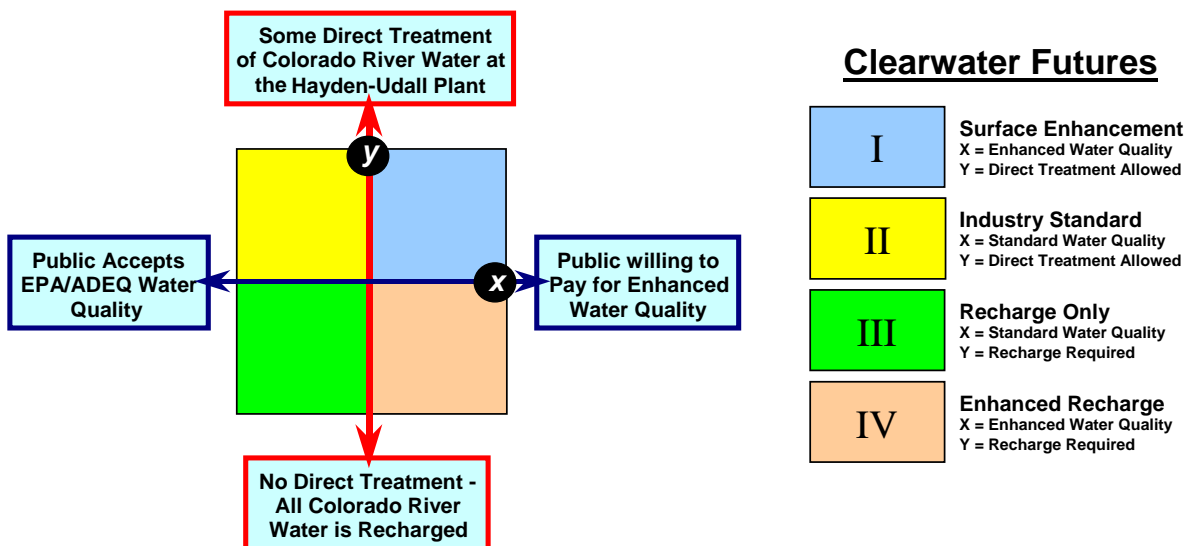 Some Direct Treatment
of Colorado River Water at
the Hayden-Udall Plant
y
Public Accepts
EPA/ADEQ Water
Quality
x
Public willing to
Pay for Enhanced
Water Quality
No Direct Treatment -
All Colorado River
Water is Recharged
Clearwater Futures
I
Surface Enhancement
X = Enhanced Water Quality
Y = Direct Treatment Allowed
II
Industry Standard
X = Standard Water Quality
Y = Direct Treatment Allowed
III
Recharge Only
X = Standard Water Quality
Y = Recharge Required
IV
Enhanced Recharge
X = Enhanced Water Quality
Y = Recharge Required